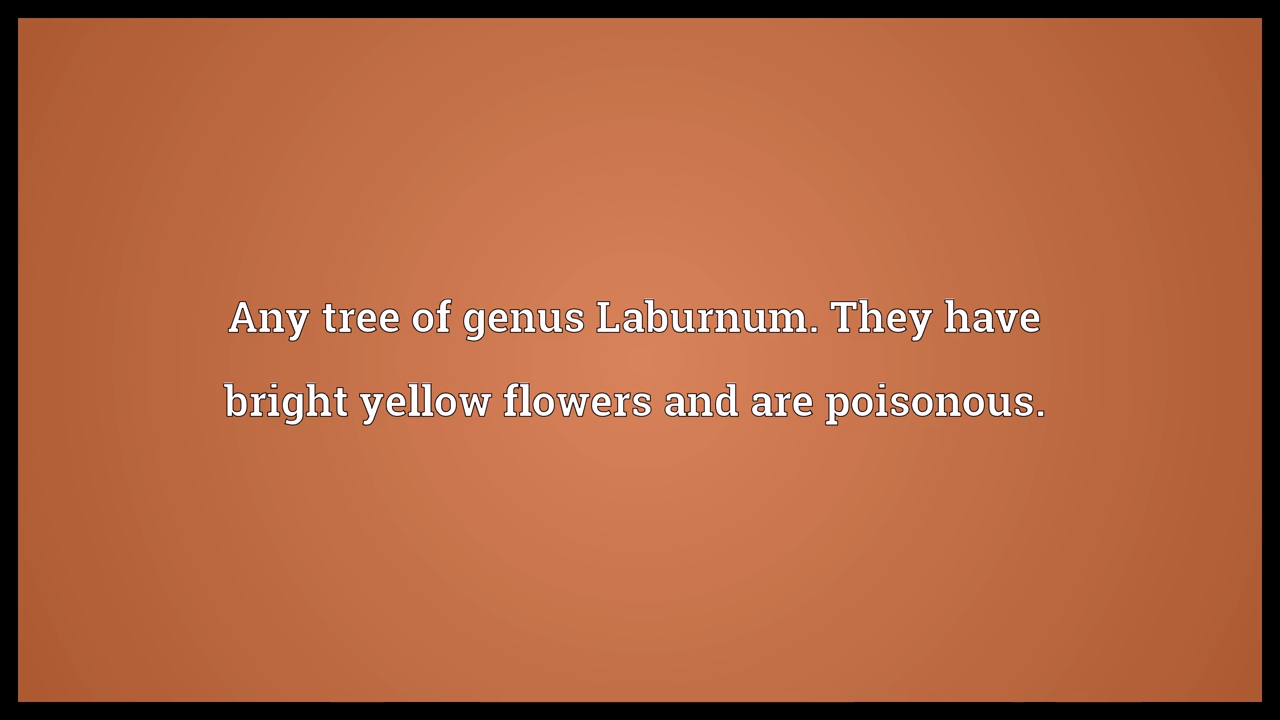 Any tree of genus Laburnum. They have
bright yellow flowers and are poisonous.